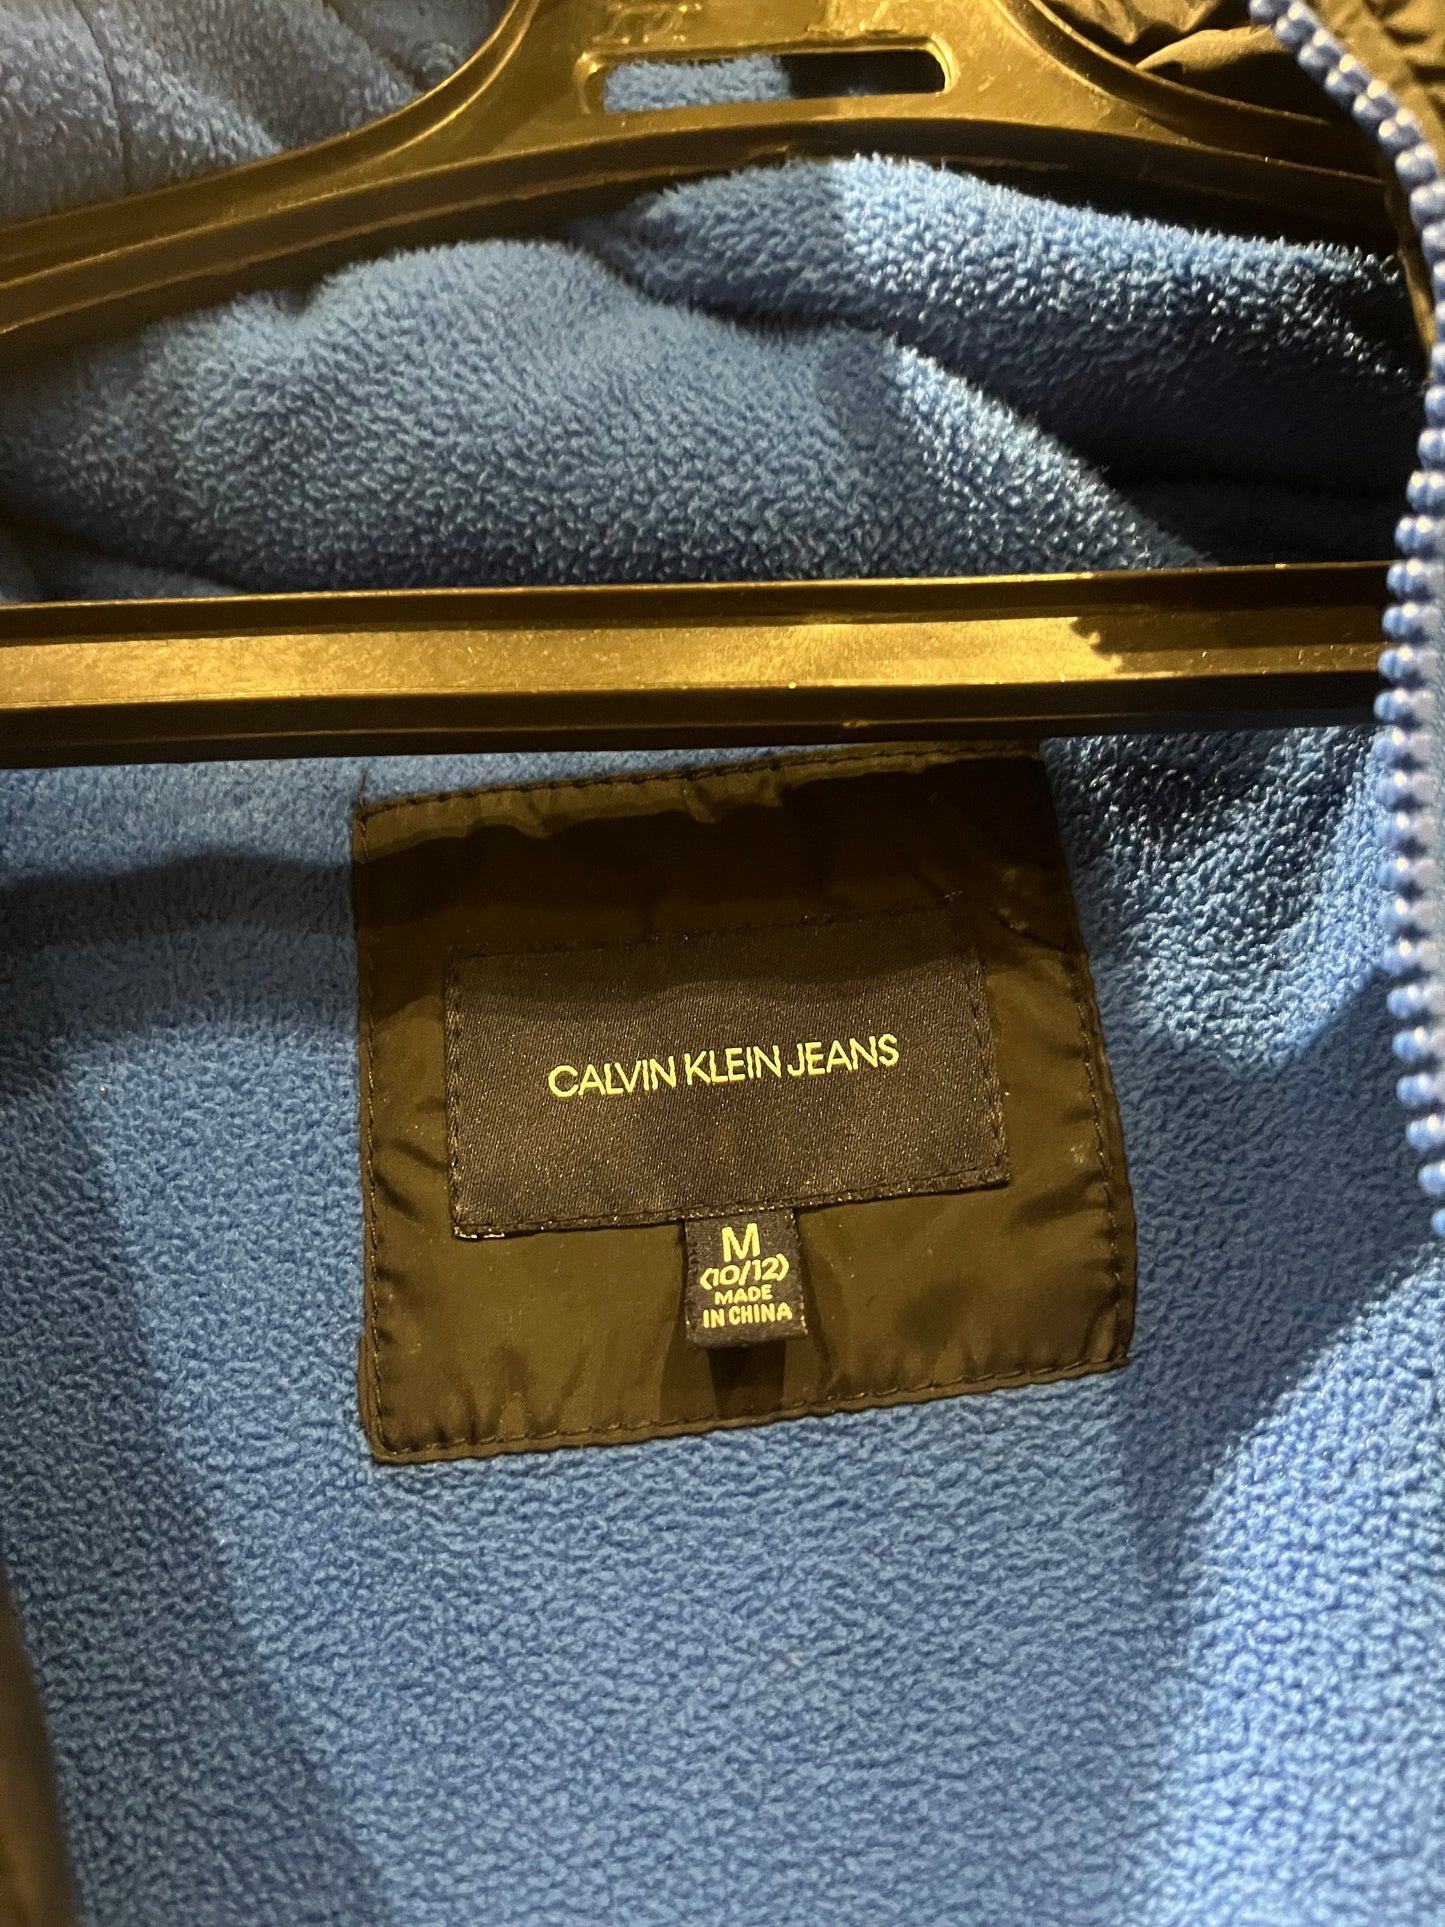 CALVIN KLEIN JEANS
M
(10/12)
MADE
IN CHINA